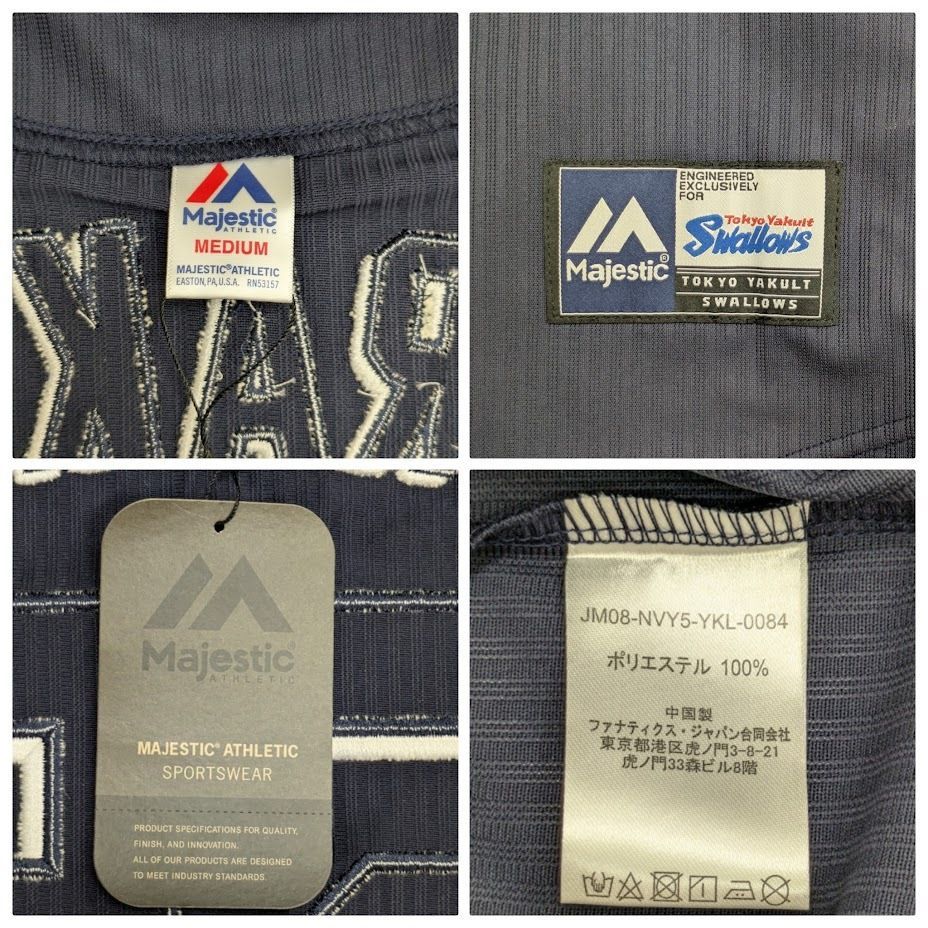 Majestic®
ATHLETIC
MEDIUM
MAJESTIC® ATHLETIC
EASTON, PA, U.S.A. RN53157
RAK
ENGINEERED
EXCLUSIVELY
FOR
Tokyo Yakult
Swallows
Majestic®
TOKYO YAKULT
SWALLOWS
Majestic®
ATHLETIC
MAJESTIC® ATHLETIC
SPORTSWEAR
PRODUCT SPECIFICATIONS FOR QUALITY,
FINISH, AND INNOVATION.
ALL OF OUR PRODUCTS ARE DESIGNED
TO MEET INDUSTRY STANDARDS.
JM08-NVY5-YKL-0084
ポリエステル 100%
中国製
ファナティクス・ジャパン合同会社
東京都港区虎ノ門3-8-21
虎ノ門33森ビル8階